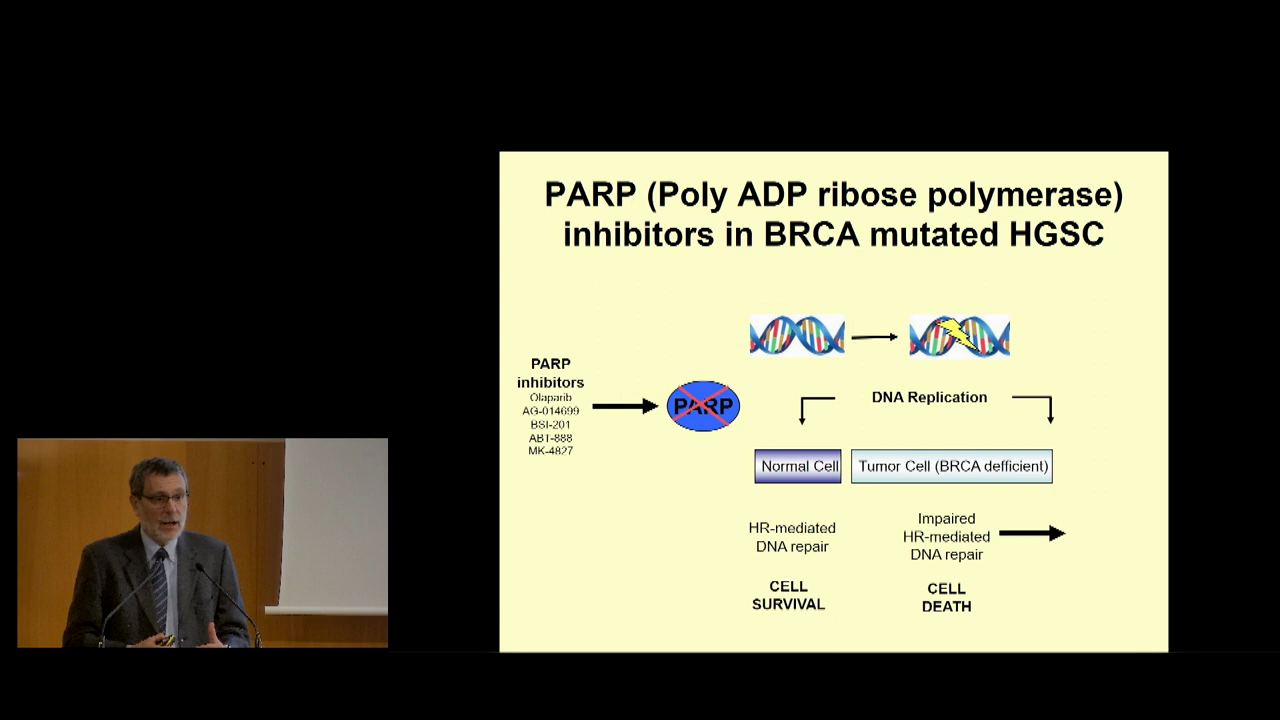 PARP (Poly ADP ribose polymerase)
inhibitors in BRCA mutated HGSC
PARP
inhibitors
Olaparib
AG-014699
BSI-201
ABT-888
MK-4827
PARP
DNA Replication
Normal Cell
Tumor Cell (BRCA defficient)
HR-mediated
DNA repair
Impaired
HR-mediated
DNA repair
CELL
SURVIVAL
CELL
DEATH